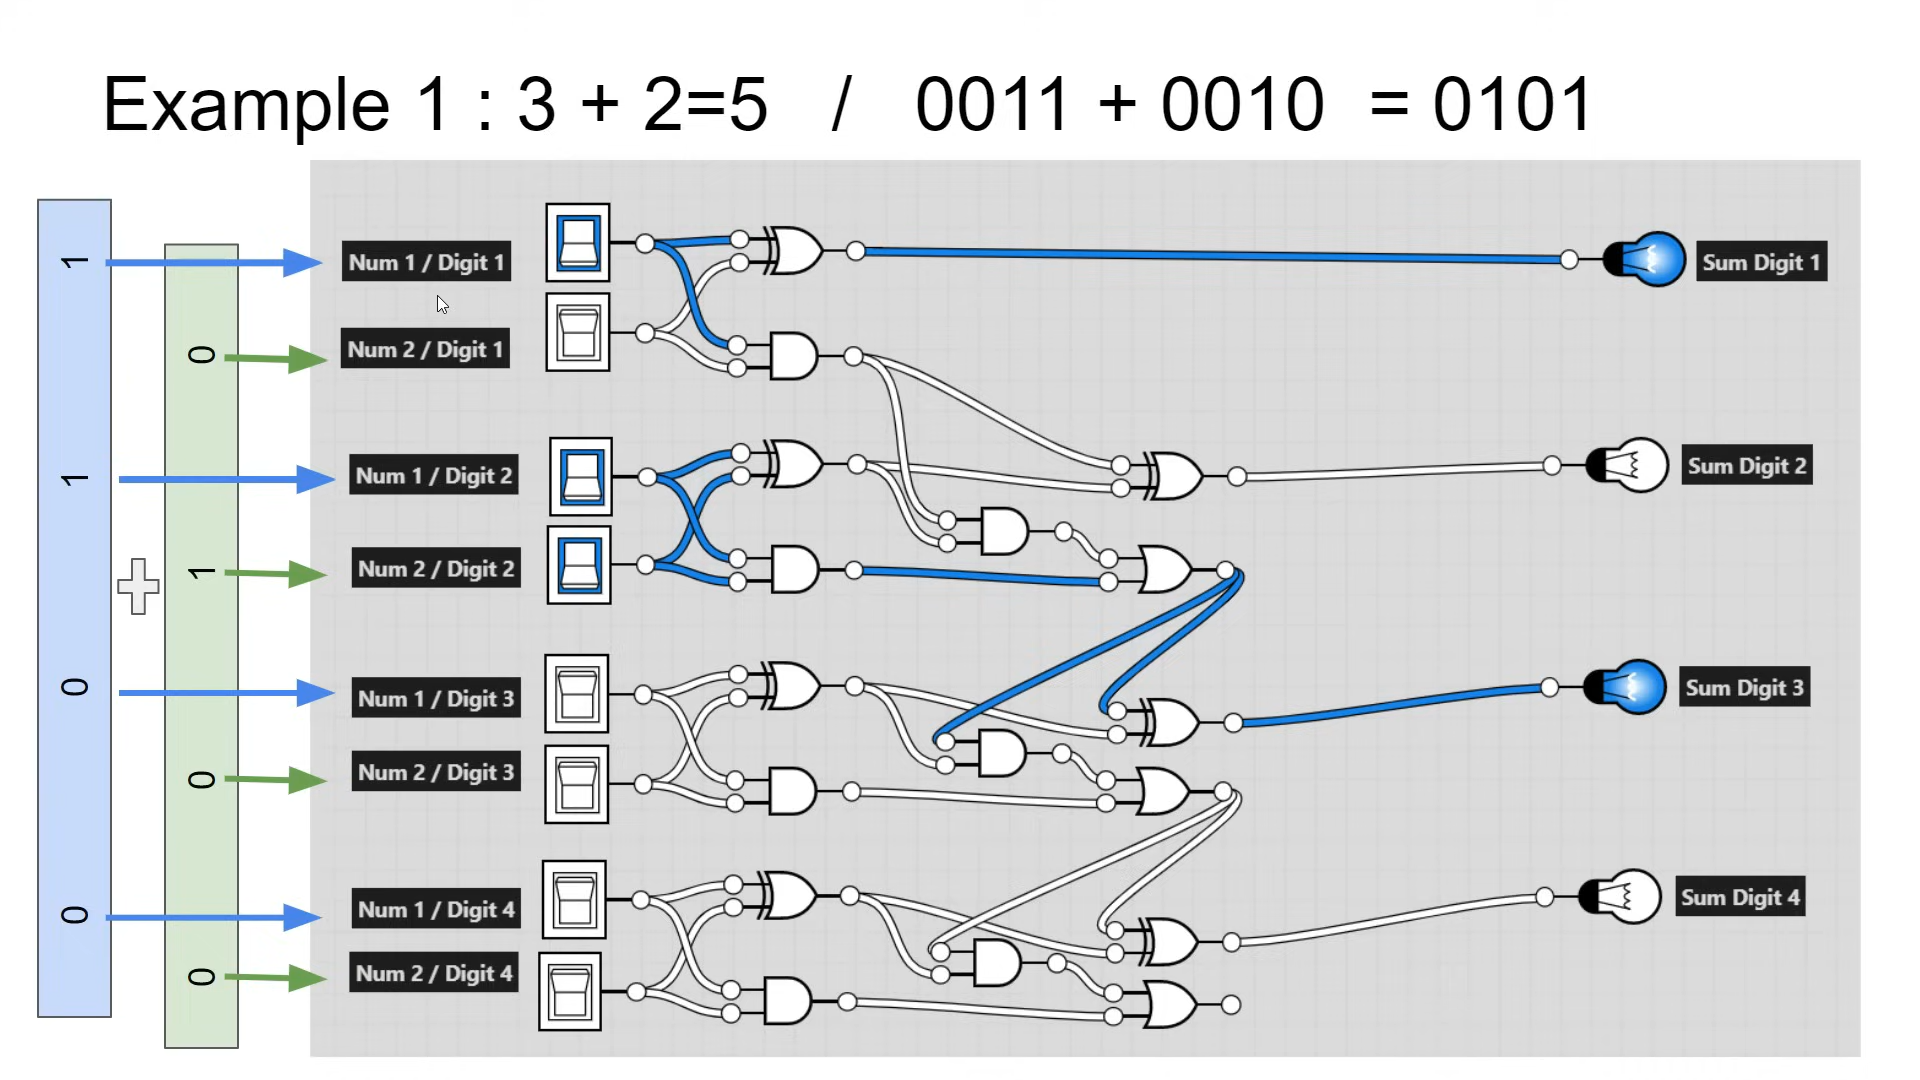 Example 1 : 3 + 2=5 / 0011 + 0010 = 0101
1
Num 1 / Digit 1
Sum Digit 1
0
Num 2 / Digit 1
1
Num 1 / Digit 2
Sum Digit 2
1
Num 2 / Digit 2
0
Num 1 / Digit 3
Sum Digit 3
0
Num 2 / Digit 3
0
Num 1 / Digit 4
Sum Digit 4
0
Num 2 / Digit 4